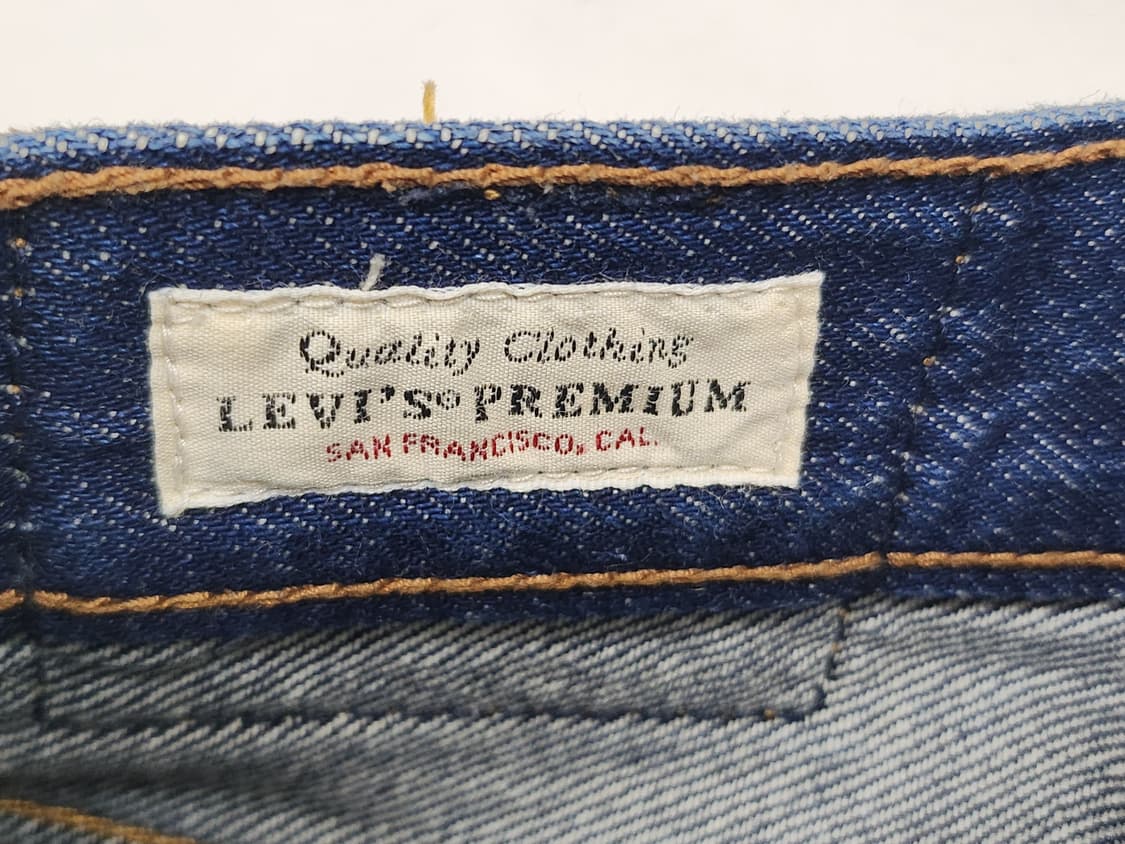 Quality Clothing
LEVI'S® PREMIUM
SAN FRANCISCO, CAL.